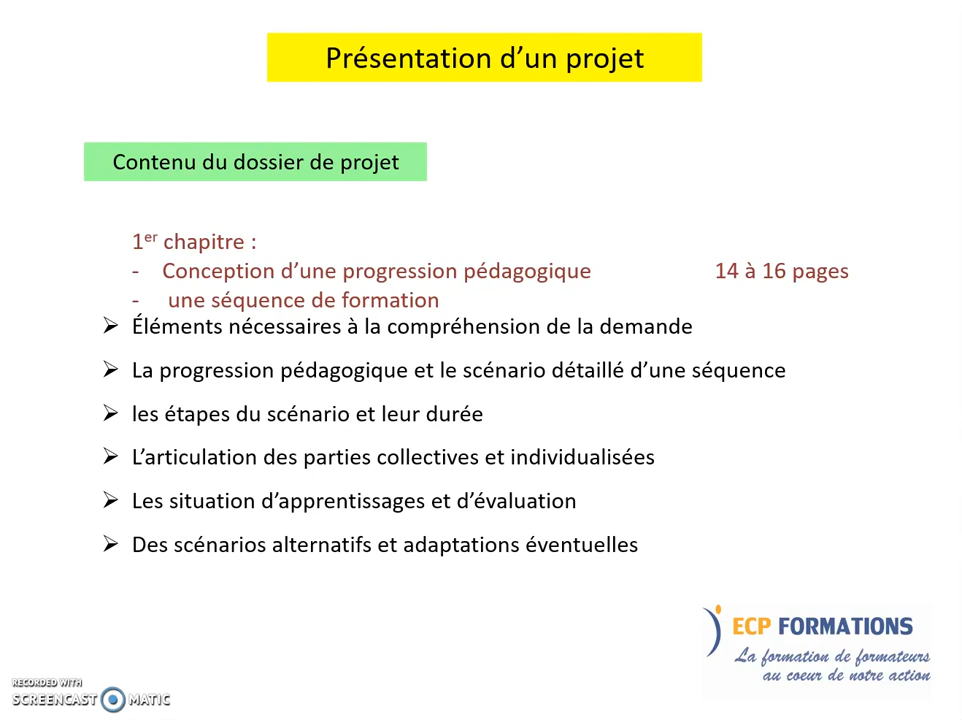 Présentation d’un projet
Contenu du dossier de projet
1er chapitre :
- Conception d’une progression pédagogique 14 à 16 pages
- une séquence de formation
➢ Éléments nécessaires à la compréhension de la demande
➢ La progression pédagogique et le scénario détaillé d’une séquence
➢ les étapes du scénario et leur durée
➢ L’articulation des parties collectives et individualisées
➢ Les situation d’apprentissages et d’évaluation
➢ Des scénarios alternatifs et adaptations éventuelles
ECP FORMATIONS
La formation de formateurs
au coeur de notre action
RECORDED WITH
SCREENCAST MATIC